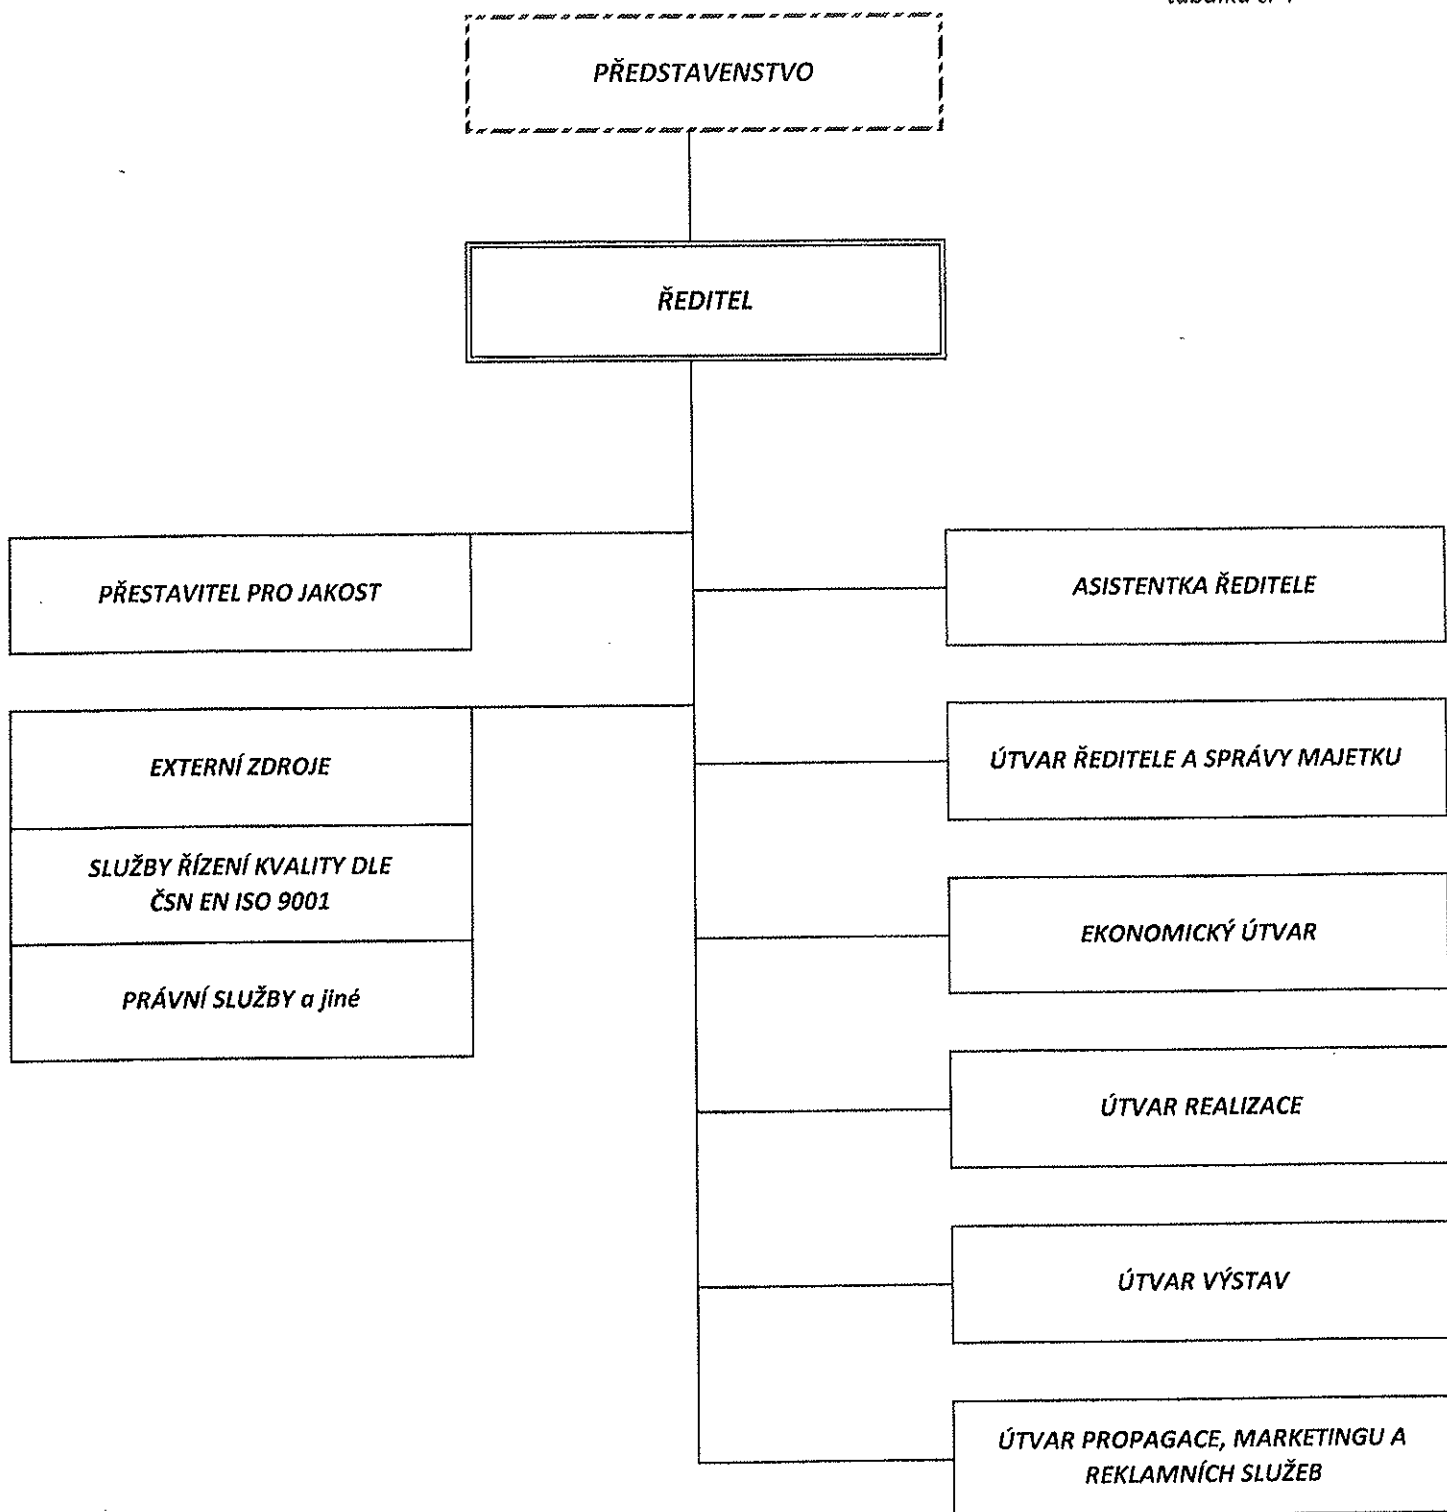 PŘEDSTAVENSTVO
ŘEDITEL
PŘESTAVITEL PRO JAKOST
EXTERNÍ ZDROJE
SLUŽBY ŘÍZENÍ KVALITY DLE
ČSN EN ISO 9001
PRÁVNÍ SLUŽBY a jiné
ASISTENTKA ŘEDITELE
ÚTVAR ŘEDITELE A SPRÁVY MAJETKU
EKONOMICKÝ ÚTVAR
ÚTVAR REALIZACE
ÚTVAR VÝSTAV
ÚTVAR PROPAGACE, MARKETINGU A
REKLAMNÍCH SLUŽEB